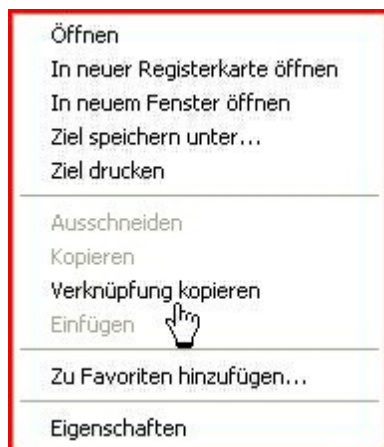 Öffnen
In neuer Registerkarte öffnen
In neuem Fenster öffnen
Ziel speichern unter...
Ziel drucken
Ausschneiden
Kopieren
Verknüpfung kopieren
Einfügen
Zu Favoriten hinzufügen...
Eigenschaften